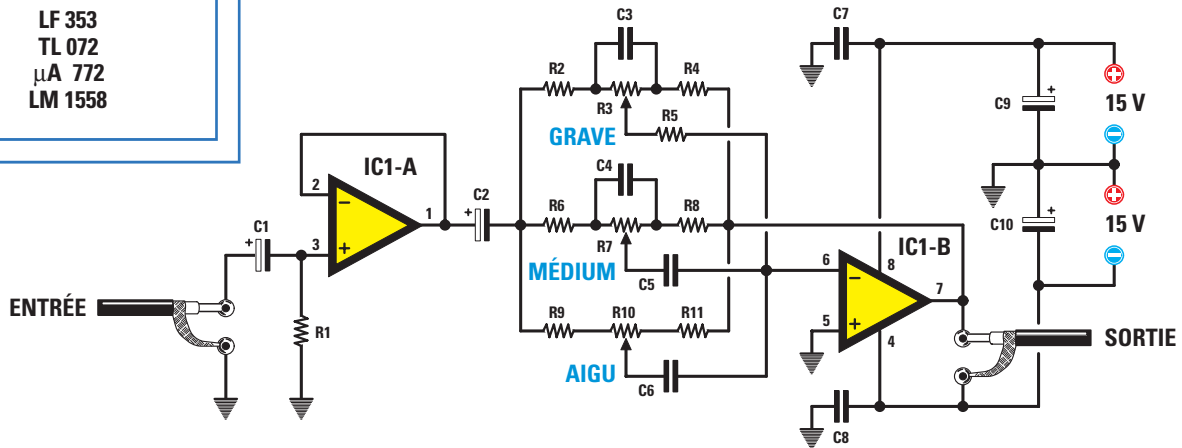 LF 353
TL 072
µA 772
LM 1558
C3
R2
R4
R3
R5
GRAVE
C4
R6
R8
R7
C5
MÉDIUM
R9
R10
R11
AIGU
C6
IC1-A
2
−
1
3
+
C1
+
C2
+
R1
ENTRÉE
C7
C9
+
15 V
C10
+
15 V
IC1-B
6
−
8
7
5
+
4
SORTIE
C8